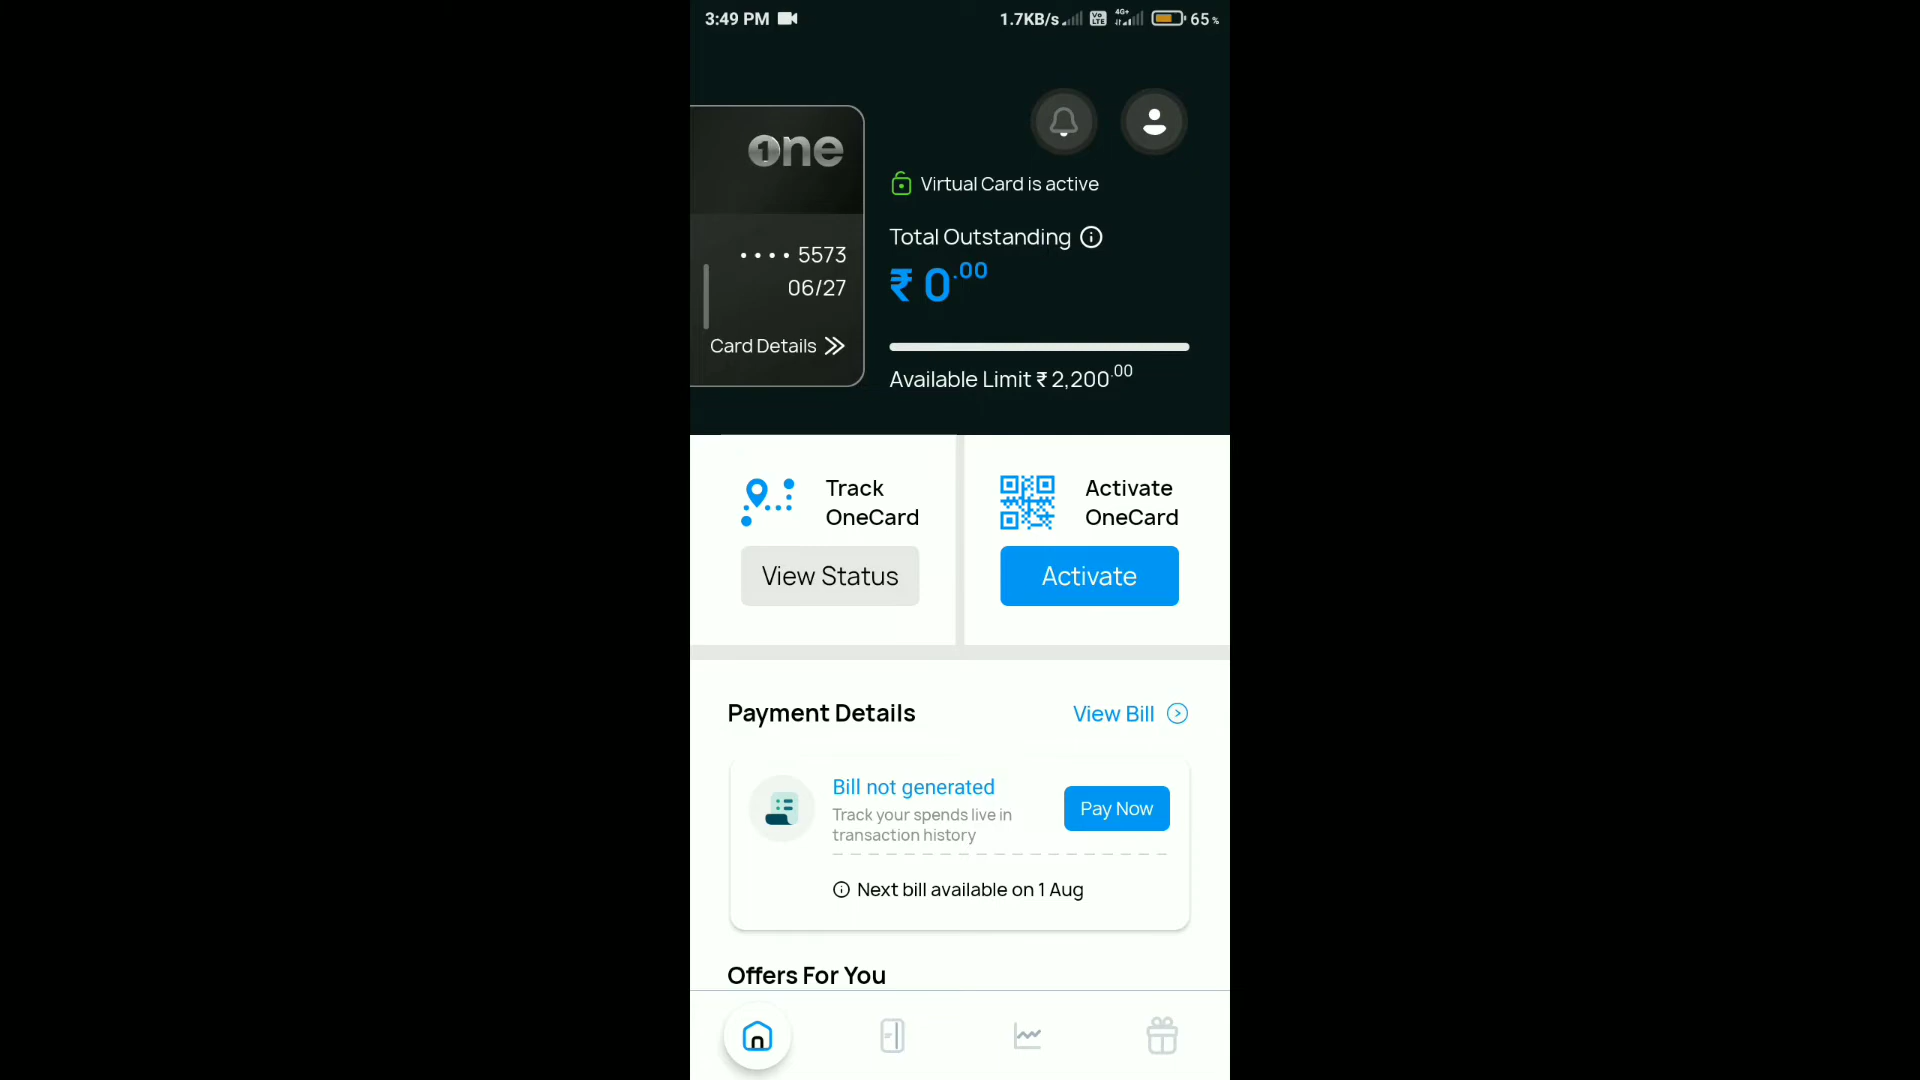 3:49 PM
1.7KB/s
Vo
LTE
4G+
65%
One
Virtual Card is active
Total Outstanding
₹ 0.00
•••• 5573
06/27
Card Details
Available Limit ₹ 2,200.00
Track
OneCard
View Status
Activate
OneCard
Activate
Payment Details
View Bill
Bill not generated
Track your spends live in
transaction history
Pay Now
Next bill available on 1 Aug
Offers For You